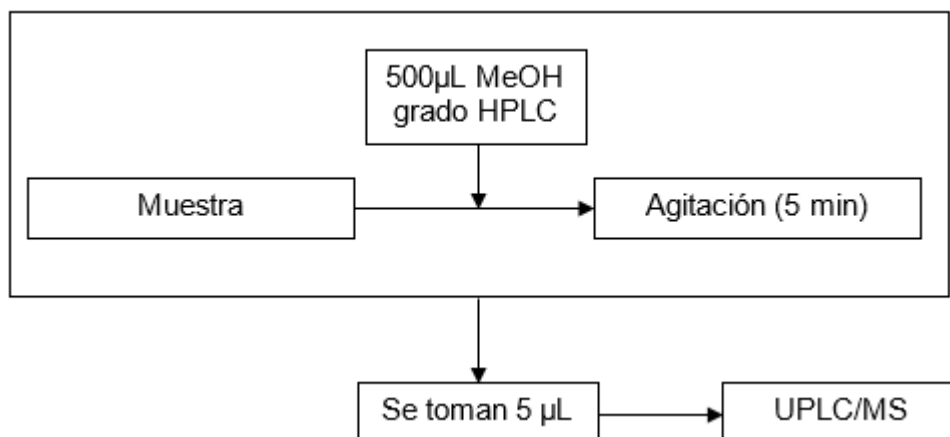 500µL MeOH
grado HPLC
Muestra
Agitación (5 min)
Se toman 5 µL
UPLC/MS